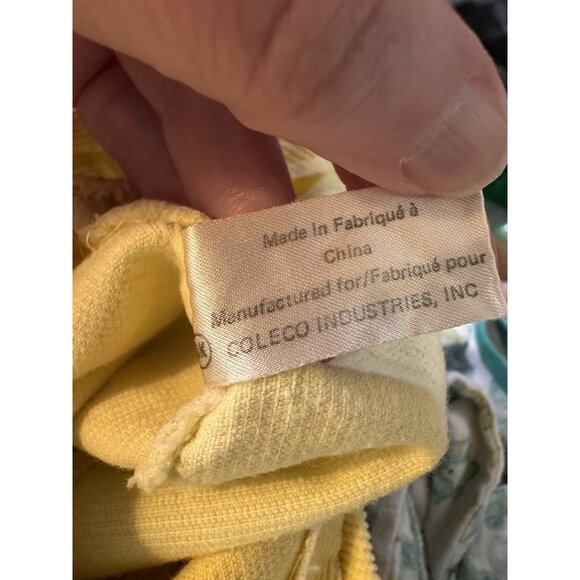 Made in Fabriqué à
China
Manufactured for/Fabriqué pour
COLECO INDUSTRIES, INC